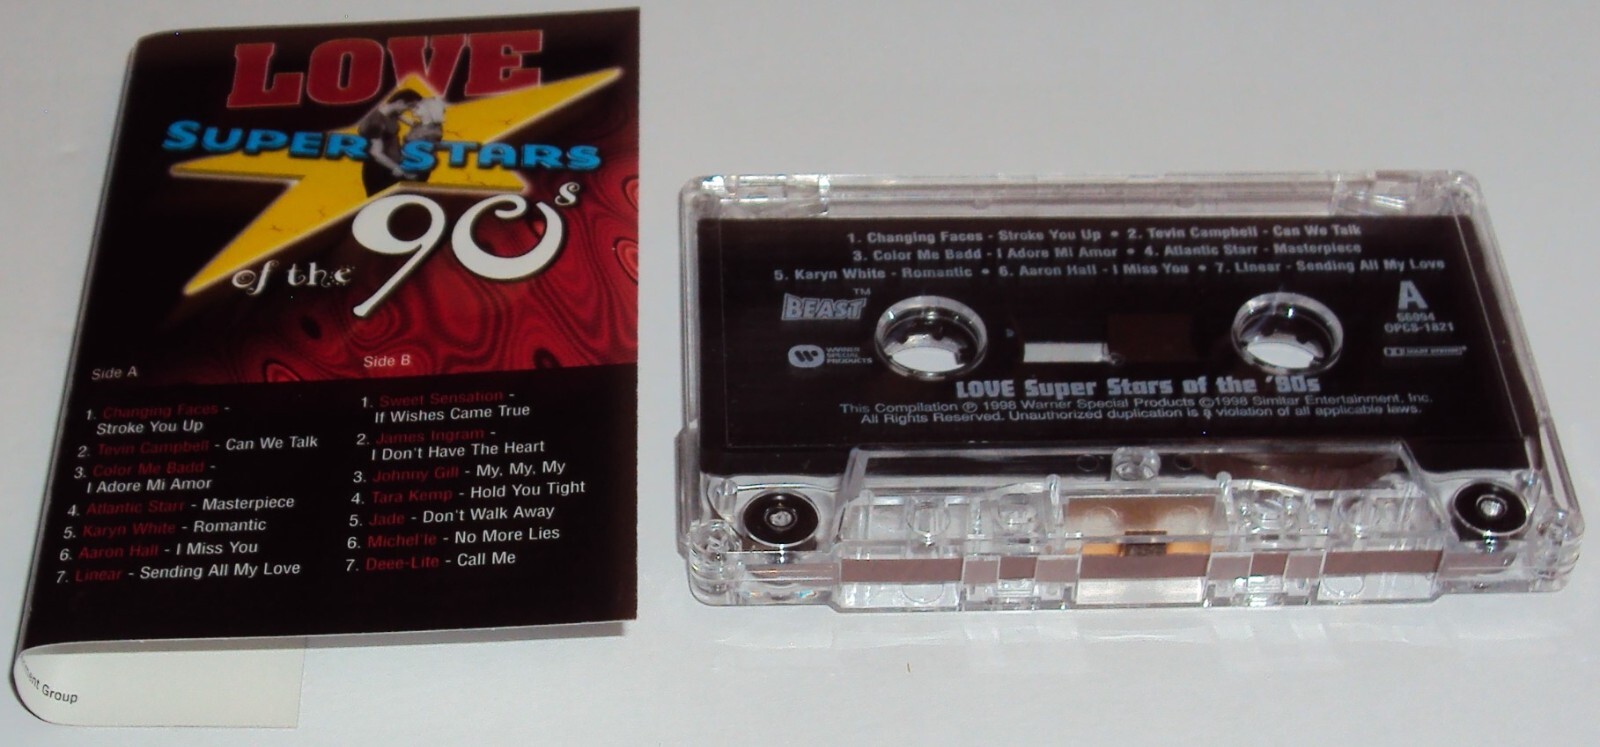 LOVE
SUPER STARS
of the 90s
Side A
1. Changing Faces -
Stroke You Up
2. Tevin Campbell - Can We Talk
3. Color Me Badd -
I Adore Mi Amor
4. Atlantic Starr - Masterpiece
5. Karyn White - Romantic
6. Aaron Hall - I Miss You
7. Linear - Sending All My Love
Side B
1. Sweet Sensation -
If Wishes Came True
2. James Ingram -
I Don't Have The Heart
3. Johnny Gill - My, My, My
4. Tara Kemp - Hold You Tight
5. Jade - Don't Walk Away
6. Michel'le - No More Lies
7. Deee-Lite - Call Me
Group
1. Changing Faces - Stroke You Up • 2. Tevin Campbell - Can We Talk
3. Color Me Badd - I Adore Mi Amor • 4. Atlantic Starr - Masterpiece
5. Karyn White - Romantic • 6. Aaron Hall - I Miss You • 7. Linear - Sending All My Love
BEAST™
A
56094
OPCS-1821
WARNER
SPECIAL
PRODUCTS
LOVE Super Stars of the '90s
This Compilation ℗ 1998 Warner Special Products ©1998 Similar Entertainment, Inc.
All Rights Reserved. Unauthorized duplication is a violation of all applicable laws.